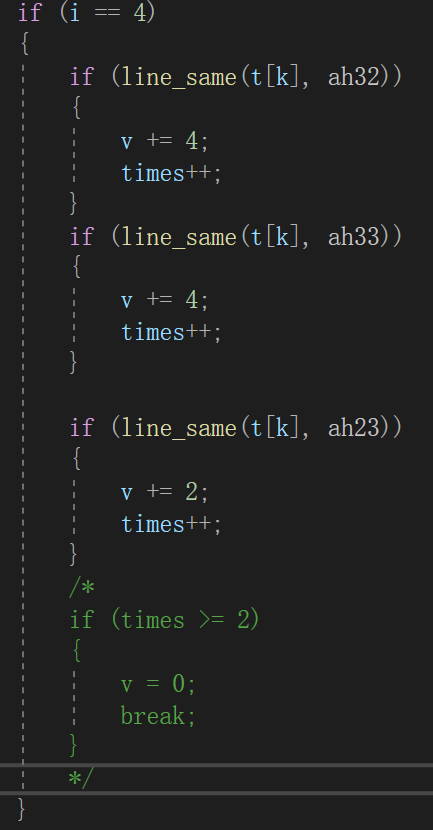 if (i == 4)
{
if (line_same(t[k], ah32))
{
v += 4;
times++;
}
if (line_same(t[k], ah33))
{
v += 4;
times++;
}
if (line_same(t[k], ah23))
{
v += 2;
times++;
}
/*
if (times >= 2)
{
v = 0;
break;
}
*/
}